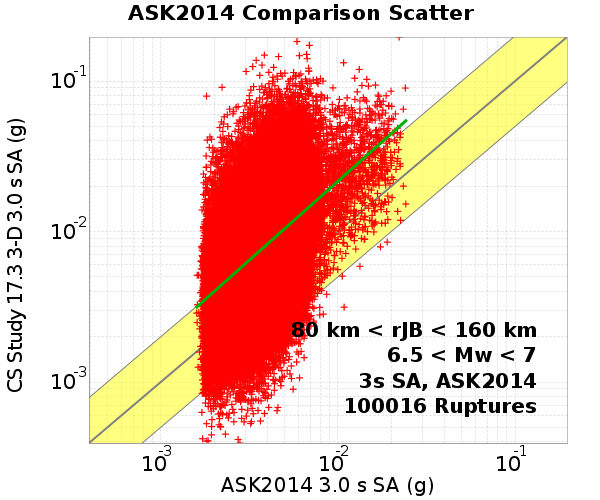 ASK2014 Comparison Scatter
CS Study 17.3 3-D 3.0 s SA (g)
10^-1
10^-2
10^-3
80 km < rJB < 160 km
6.5 < Mw < 7
3s SA, ASK2014
100016 Ruptures
10^-3 10^-2 10^-1
ASK2014 3.0 s SA (g)